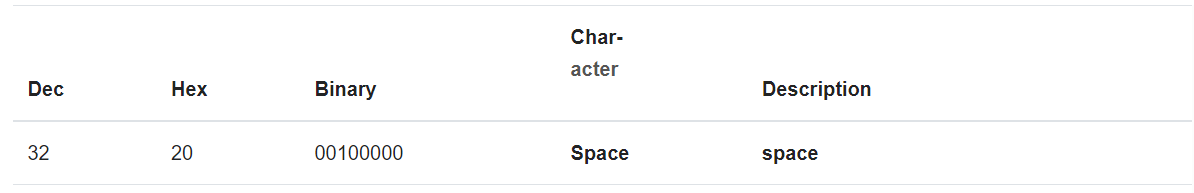 Char-
acter
Dec Hex Binary Description
32 20 00100000 Space space